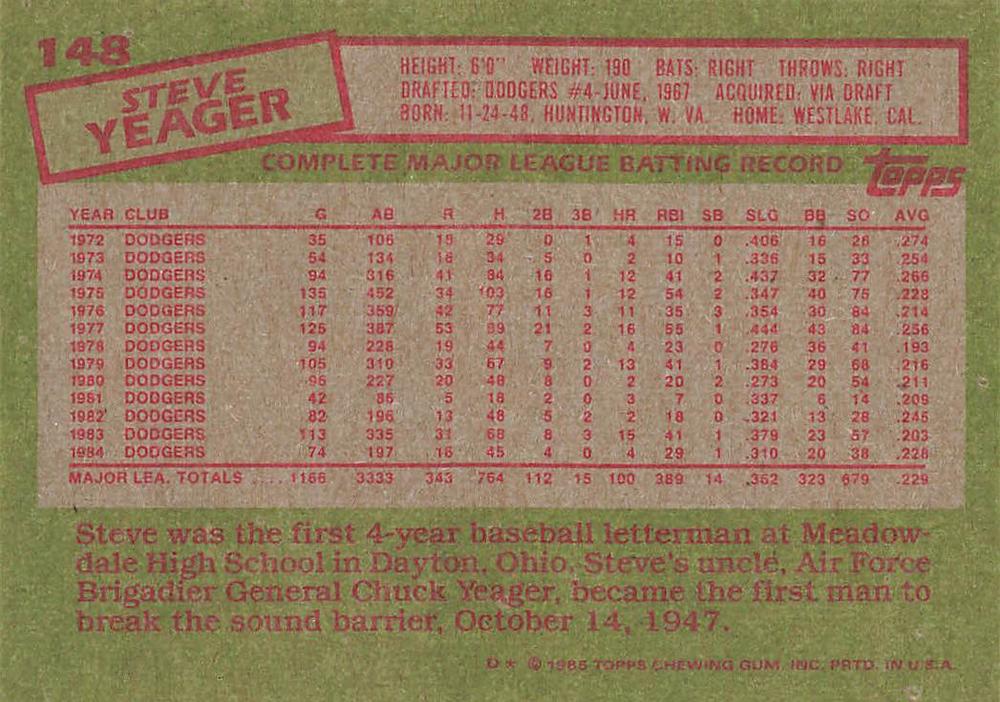 148
STEVE
YEAGER
HEIGHT: 6'0" WEIGHT: 190 BATS: RIGHT THROWS: RIGHT
DRAFTED: DODGERS #4-JUNE, 1967 ACQUIRED: VIA DRAFT
BORN: 11-24-48, HUNTINGTON, W. VA. HOME: WESTLAKE, CAL.
COMPLETE MAJOR LEAGUE BATTING RECORD
topps
YEAR CLUB G AB R H 2B 3B HR RBI SB SLG BB SO AVG
1972 DODGERS 35 106 18 29 0 1 4 15 0 .406 16 26 .274
1973 DODGERS 54 134 18 34 5 0 2 10 1 .336 15 33 .254
1974 DODGERS 94 316 41 84 16 1 12 41 2 .437 32 77 .266
1975 DODGERS 135 452 34 103 16 1 12 54 2 .347 40 75 .228
1976 DODGERS 117 359 42 77 11 3 11 35 3 .354 30 84 .214
1977 DODGERS 125 387 53 99 21 2 16 55 1 .444 43 84 .256
1978 DODGERS 94 228 19 44 7 0 4 23 0 .276 36 41 .193
1979 DODGERS 105 310 33 67 9 2 13 41 1 .384 29 68 .216
1980 DODGERS 96 227 20 48 8 0 2 20 2 .273 20 54 .211
1981 DODGERS 42 86 5 18 2 0 3 7 0 .337 6 14 .209
1982 DODGERS 82 196 13 48 5 2 2 18 0 .321 13 28 .245
1983 DODGERS 113 335 31 68 8 3 15 41 1 .379 23 57 .203
1984 DODGERS 74 197 16 45 4 0 4 29 1 .310 20 38 .228
MAJOR LEA. TOTALS .... 1166 3333 343 764 112 15 100 389 14 .362 323 679 .229
Steve was the first 4-year baseball letterman at Meadow-
dale High School in Dayton, Ohio. Steve's uncle, Air Force
Brigadier General Chuck Yeager, became the first man to
break the sound barrier, October 14, 1947.
D* © 1985 TOPPS CHEWING GUM, INC. PRTD. IN U.S.A.